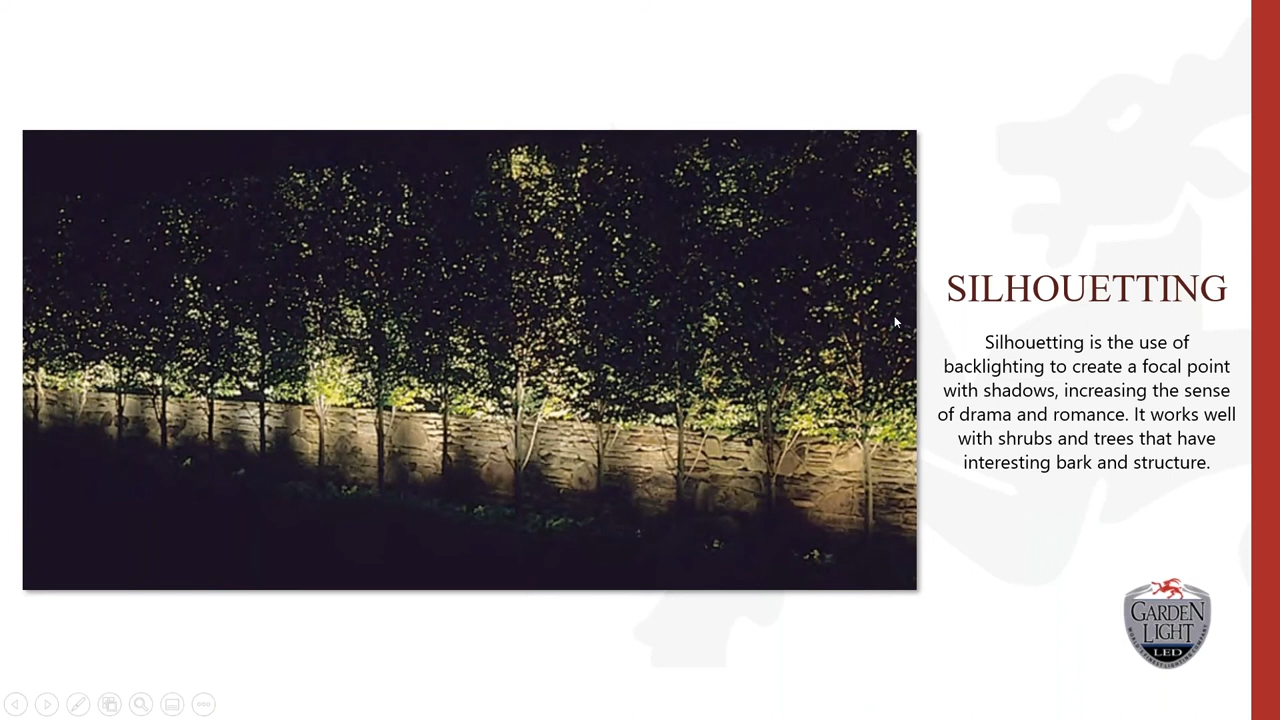 SILHOUETTING
Silhouetting is the use of
backlighting to create a focal point
with shadows, increasing the sense
of drama and romance. It works well
with shrubs and trees that have
interesting bark and structure.
GARDEN
LIGHT
LED